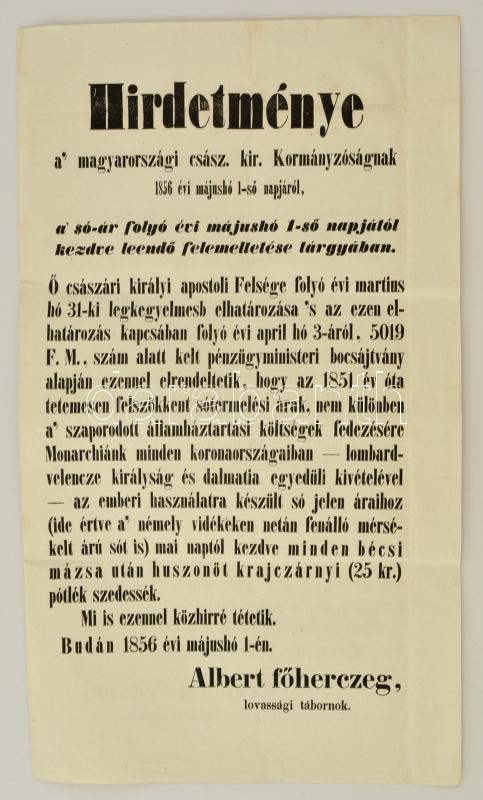 Hirdetménye
a' magyarországi csász. kir. Kormányzóságnak
1856 évi májushó 1-ső napjáról,
a' só-ár folyó évi májushó 1-ső napjától
kezdve leendő felemeltetése tárgyában.
Ő császári királyi apostoli Felsége folyó évi martius
hó 31-ki legkegyelmesb elhatározása 's az ezen el-
határozás kapcsában folyó évi april hó 3-áról, 5019
F. M., szám alatt kelt pénzügyministeri bocsájtvány
alapján ezennel elrendeltetik, hogy az 1851 év óta
tetemesen felszökkent sótermelési árak, nem különben
a' szaporodott államháztartási költségek fedezésére
Monarchiánk minden koronaországaiban — lombard-
velencze királyság és dalmatia egyedüli kivételével
— az emberi használatra készült só jelen áraihoz
(ide értve a' némely vidékeken netán fenálló mérsé-
kelt árú sót is) mai naptól kezdve minden bécsi
mázsa után huszonöt krajczárnyi (25 kr.)
pótlék szedessék.
Mi is ezennel közhirré tétetik.
Budán 1856 évi májushó 1-én.
Albert főherczeg,
lovassági tábornok.
darabanth